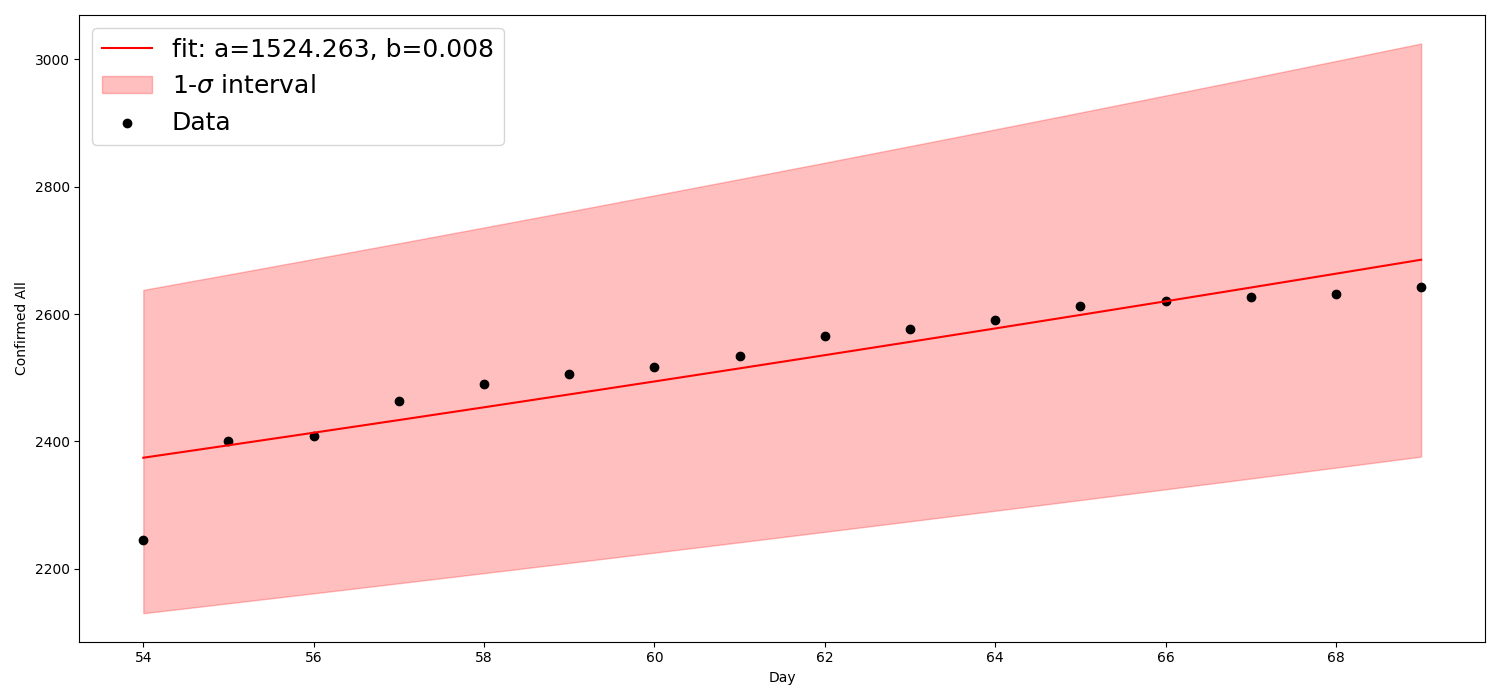 fit: a=1524.263, b=0.008
1-σ interval
Data
3000
2800
2600
2400
2200
Confirmed All
54
56
58
60
62
64
66
68
Day